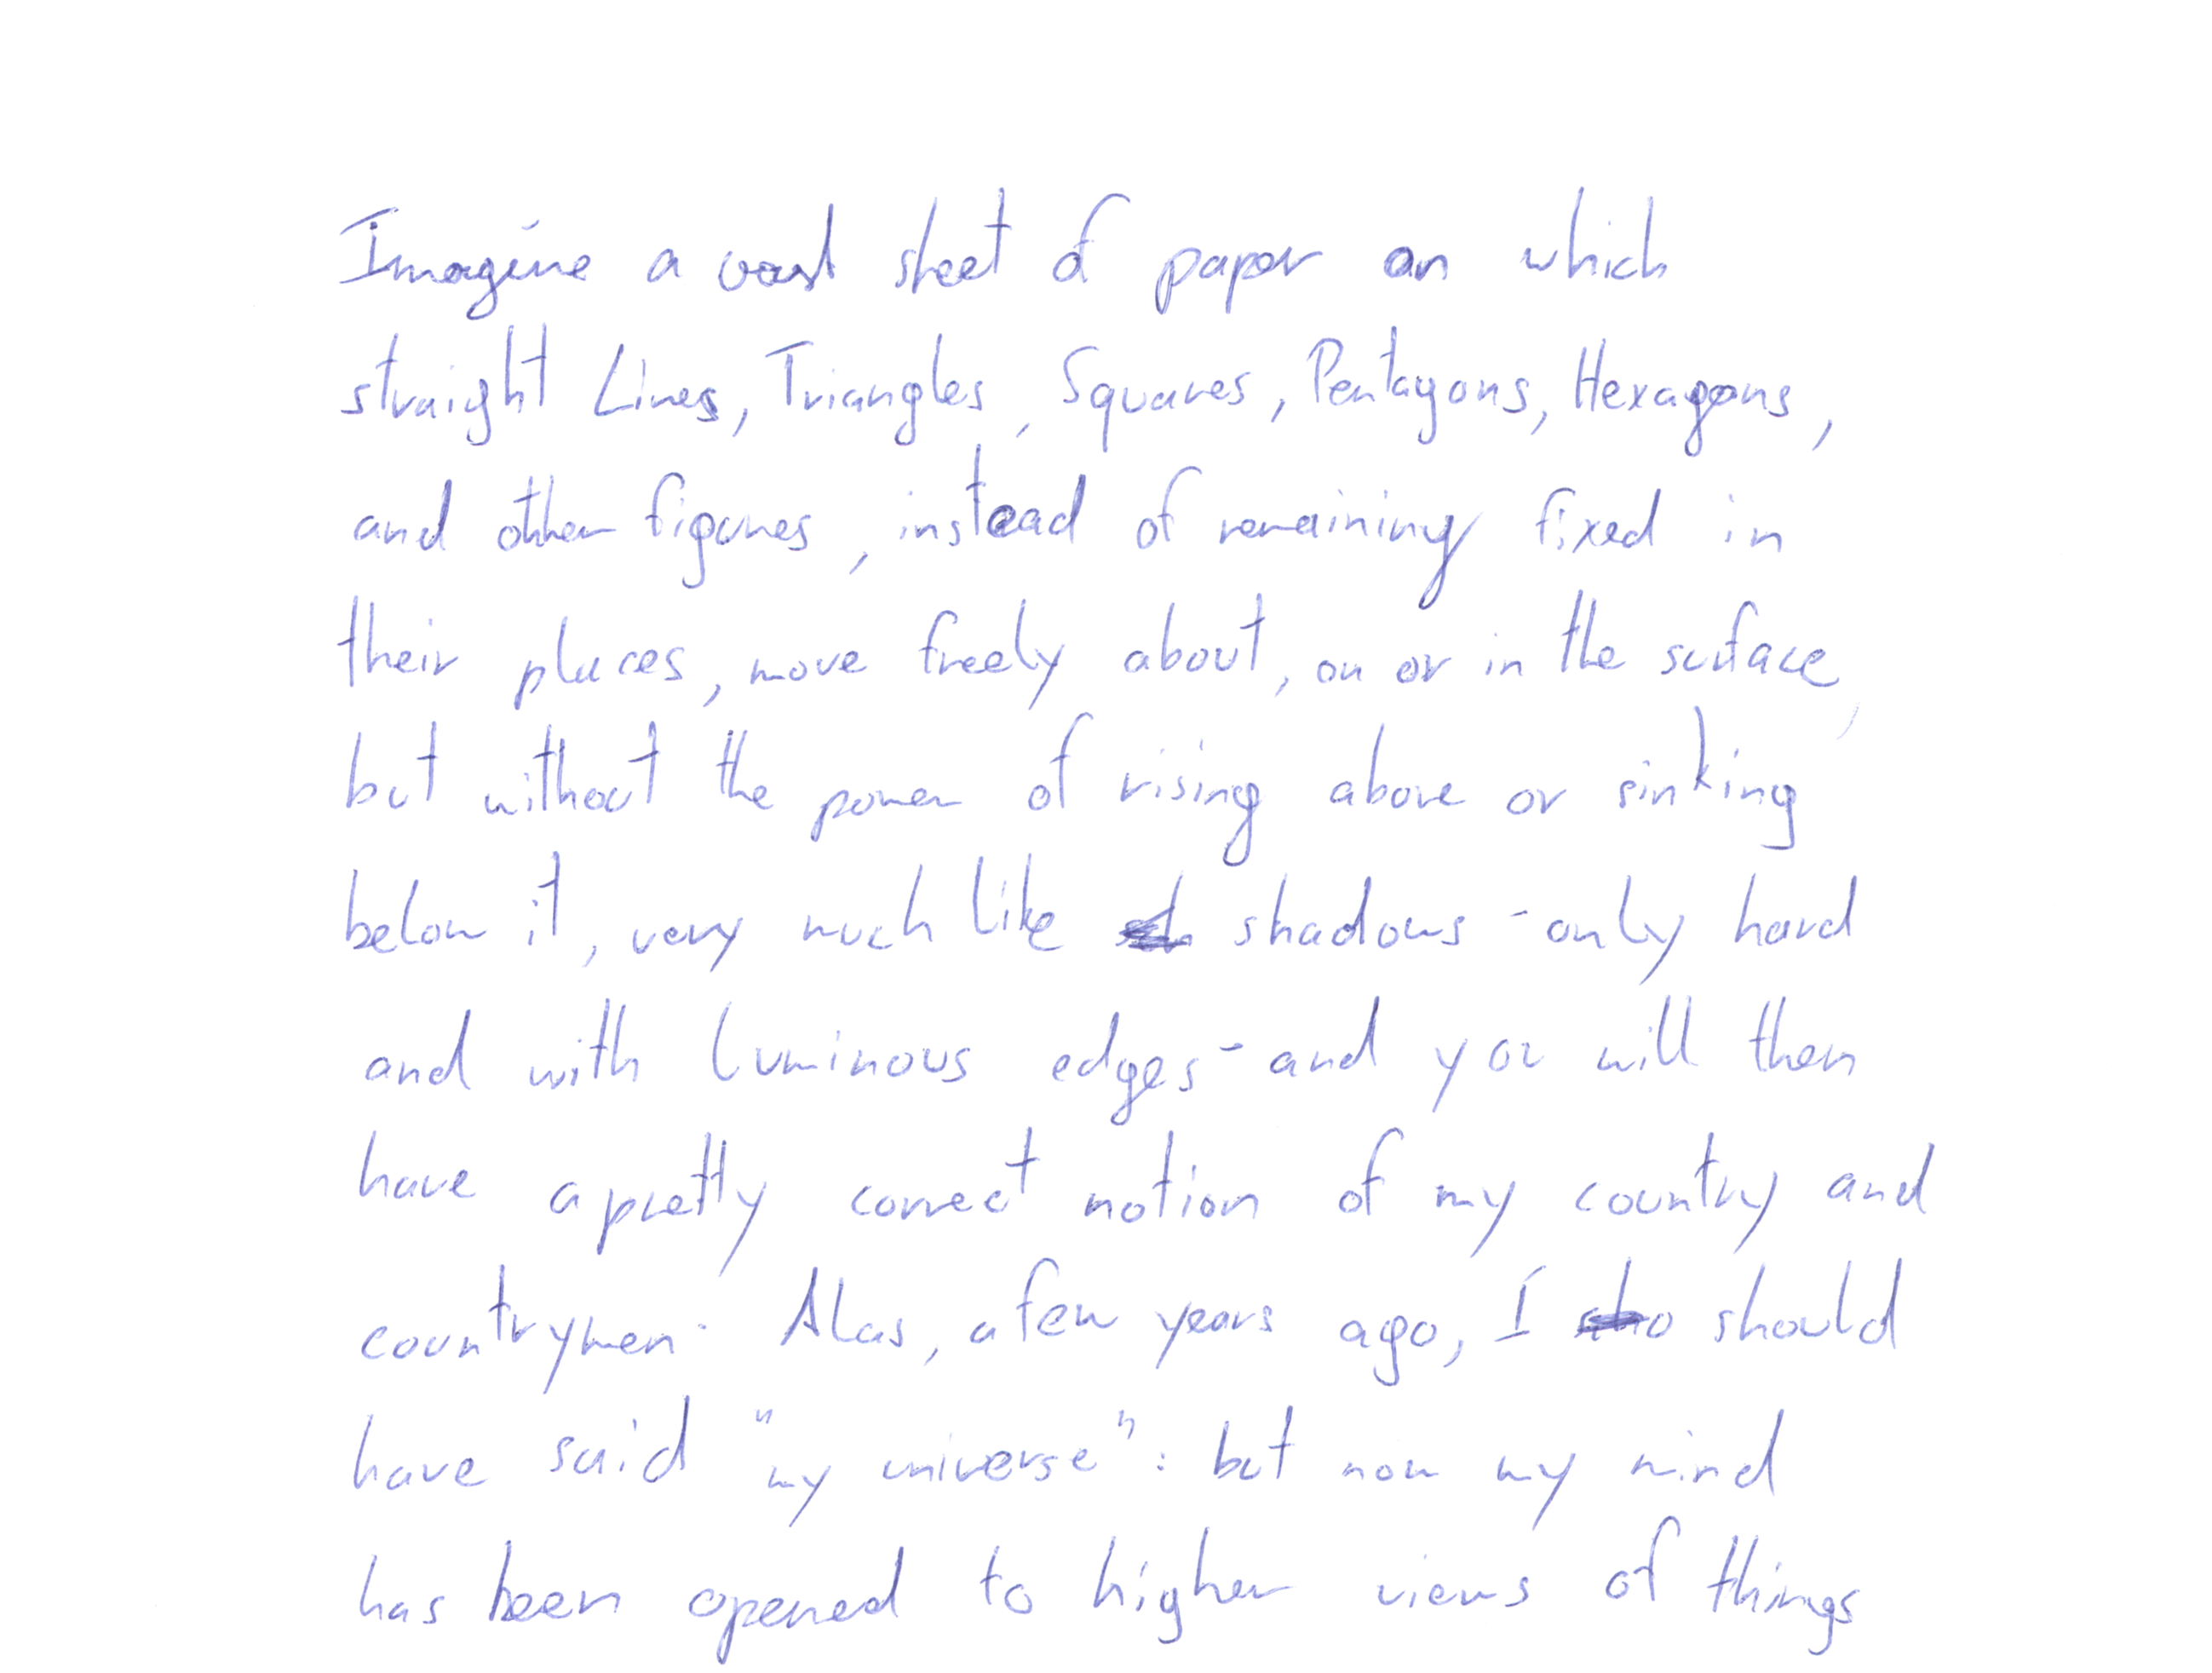 Imagine a vast sheet of paper on which
straight Lines, Triangles, Squares, Pentagons, Hexagons,
and other figures, instead of remaining fixed in
their places, move freely about, on or in the surface,
but without the power of rising above or sinking
below it, very much like shadows - only hard
and with luminous edges - and you will then
have a pretty correct notion of my country and
countrymen. Alas, a few years ago, I should
have said "my universe": but now my mind
has been opened to higher views of things